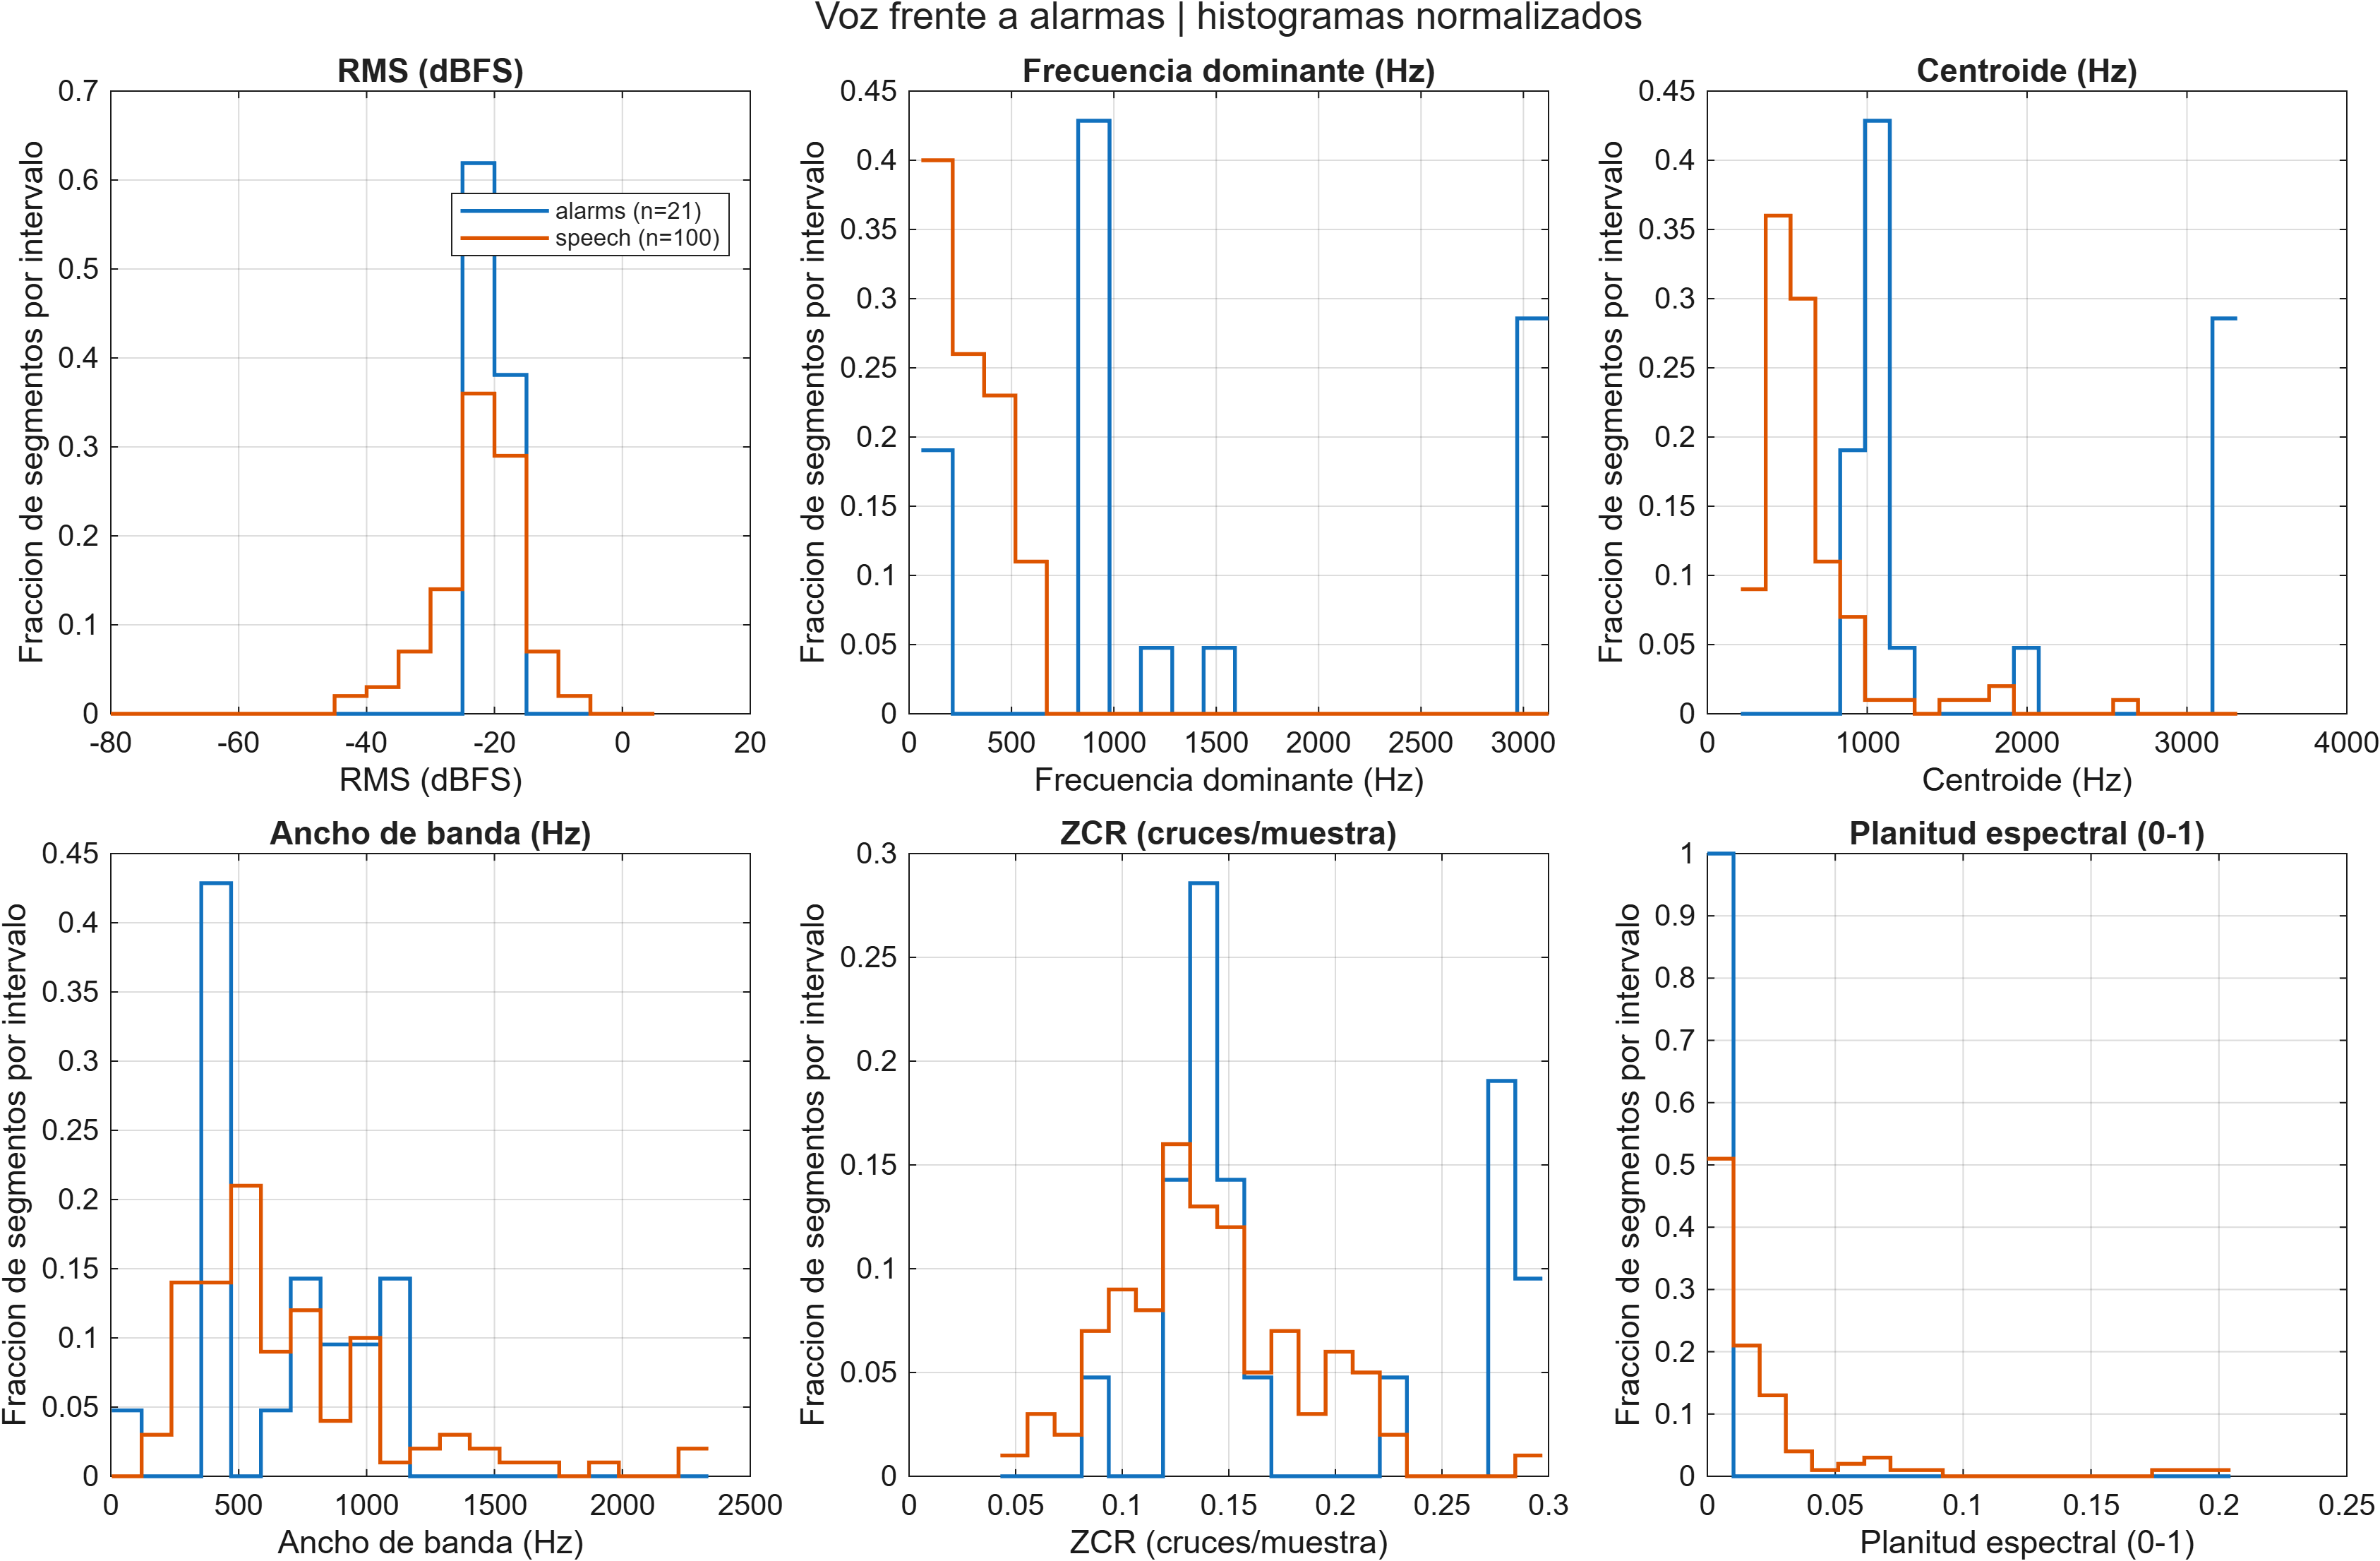 Voz frente a alarmas | histogramas normalizados
RMS (dBFS)
Fraccion de segmentos por intervalo
0.7
0.6
0.5
0.4
0.3
0.2
0.1
0
alarms (n=21)
speech (n=100)
-80 -60 -40 -20 0 20
RMS (dBFS)
Frecuencia dominante (Hz)
Fraccion de segmentos por intervalo
0.45
0.4
0.35
0.3
0.25
0.2
0.15
0.1
0.05
0
0 500 1000 1500 2000 2500 3000
Frecuencia dominante (Hz)
Centroide (Hz)
Fraccion de segmentos por intervalo
0.45
0.4
0.35
0.3
0.25
0.2
0.15
0.1
0.05
0
0 1000 2000 3000 4000
Centroide (Hz)
Ancho de banda (Hz)
Fraccion de segmentos por intervalo
0.45
0.4
0.35
0.3
0.25
0.2
0.15
0.1
0.05
0
0 500 1000 1500 2000 2500
Ancho de banda (Hz)
ZCR (cruces/muestra)
Fraccion de segmentos por intervalo
0.3
0.25
0.2
0.15
0.1
0.05
0
0 0.05 0.1 0.15 0.2 0.25 0.3
ZCR (cruces/muestra)
Planitud espectral (0-1)
Fraccion de segmentos por intervalo
1
0.9
0.8
0.7
0.6
0.5
0.4
0.3
0.2
0.1
0
0 0.05 0.1 0.15 0.2 0.25
Planitud espectral (0-1)